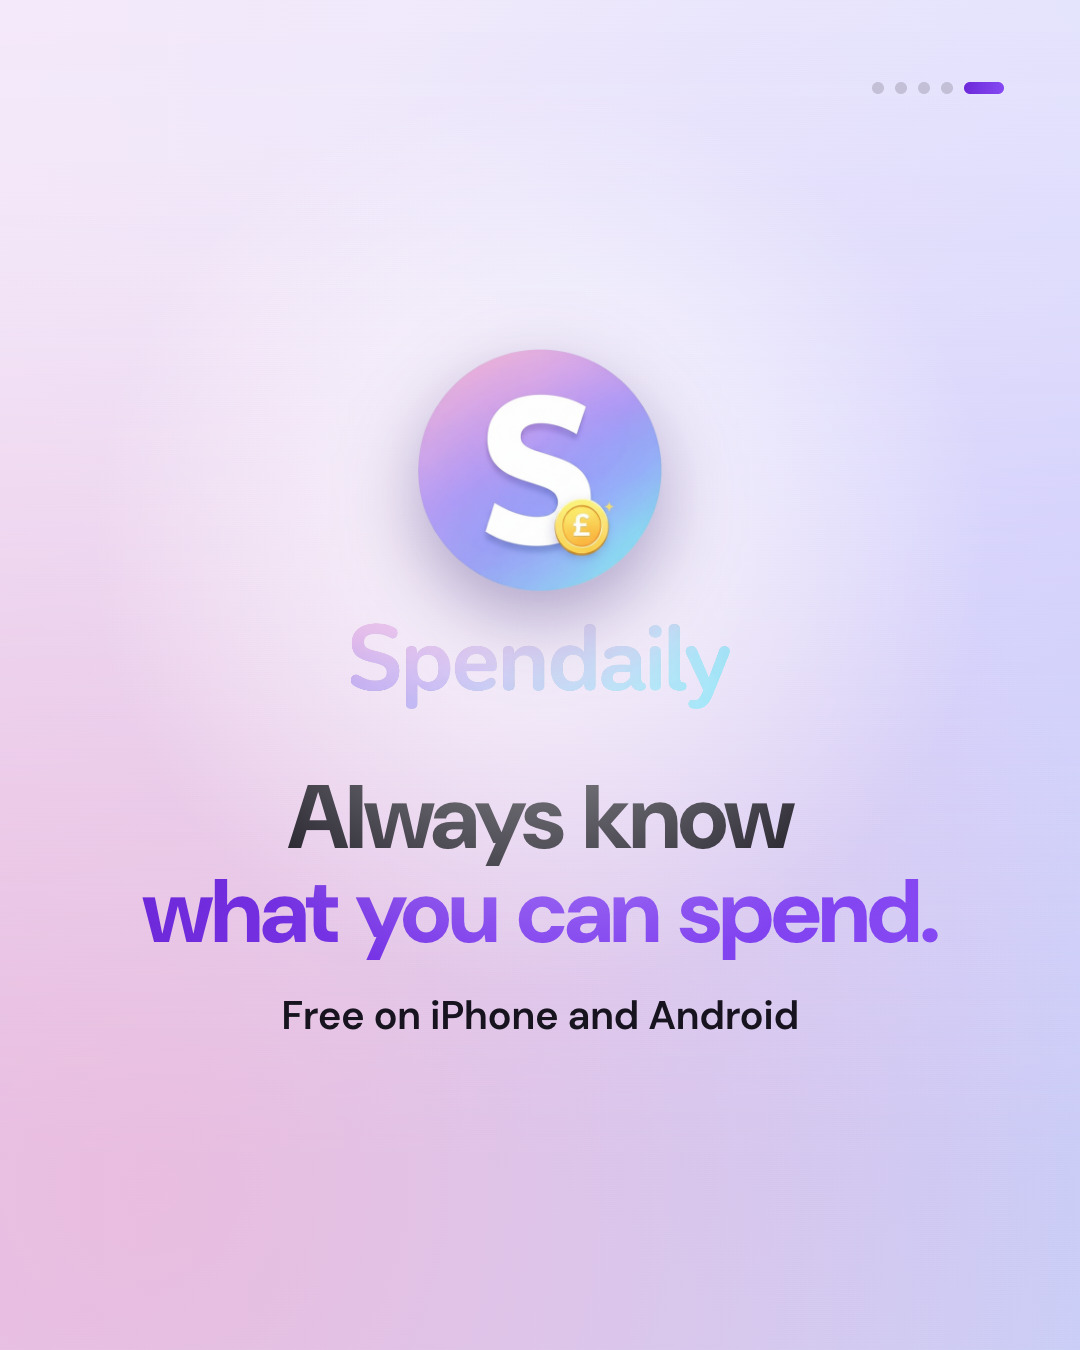 S
£
Spendaily
Always know
what you can spend.
Free on iPhone and Android